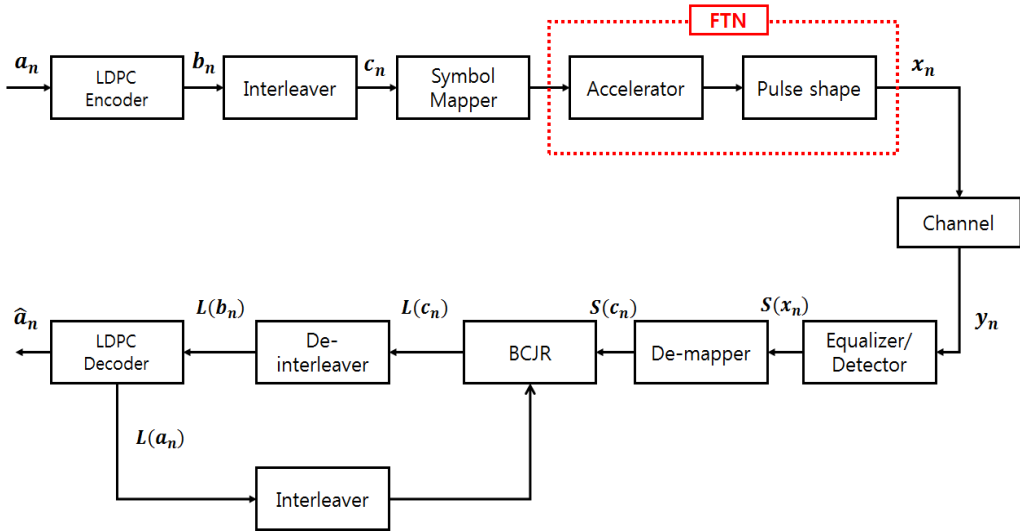 FTN
a_n
LDPC
Encoder
b_n
Interleaver
c_n
Symbol
Mapper
Accelerator
Pulse shape
x_n
Channel
y_n
Equalizer/
Detector
S(x_n)
De-mapper
S(c_n)
BCJR
L(c_n)
De-
interleaver
L(b_n)
LDPC
Decoder
â_n
L(a_n)
Interleaver